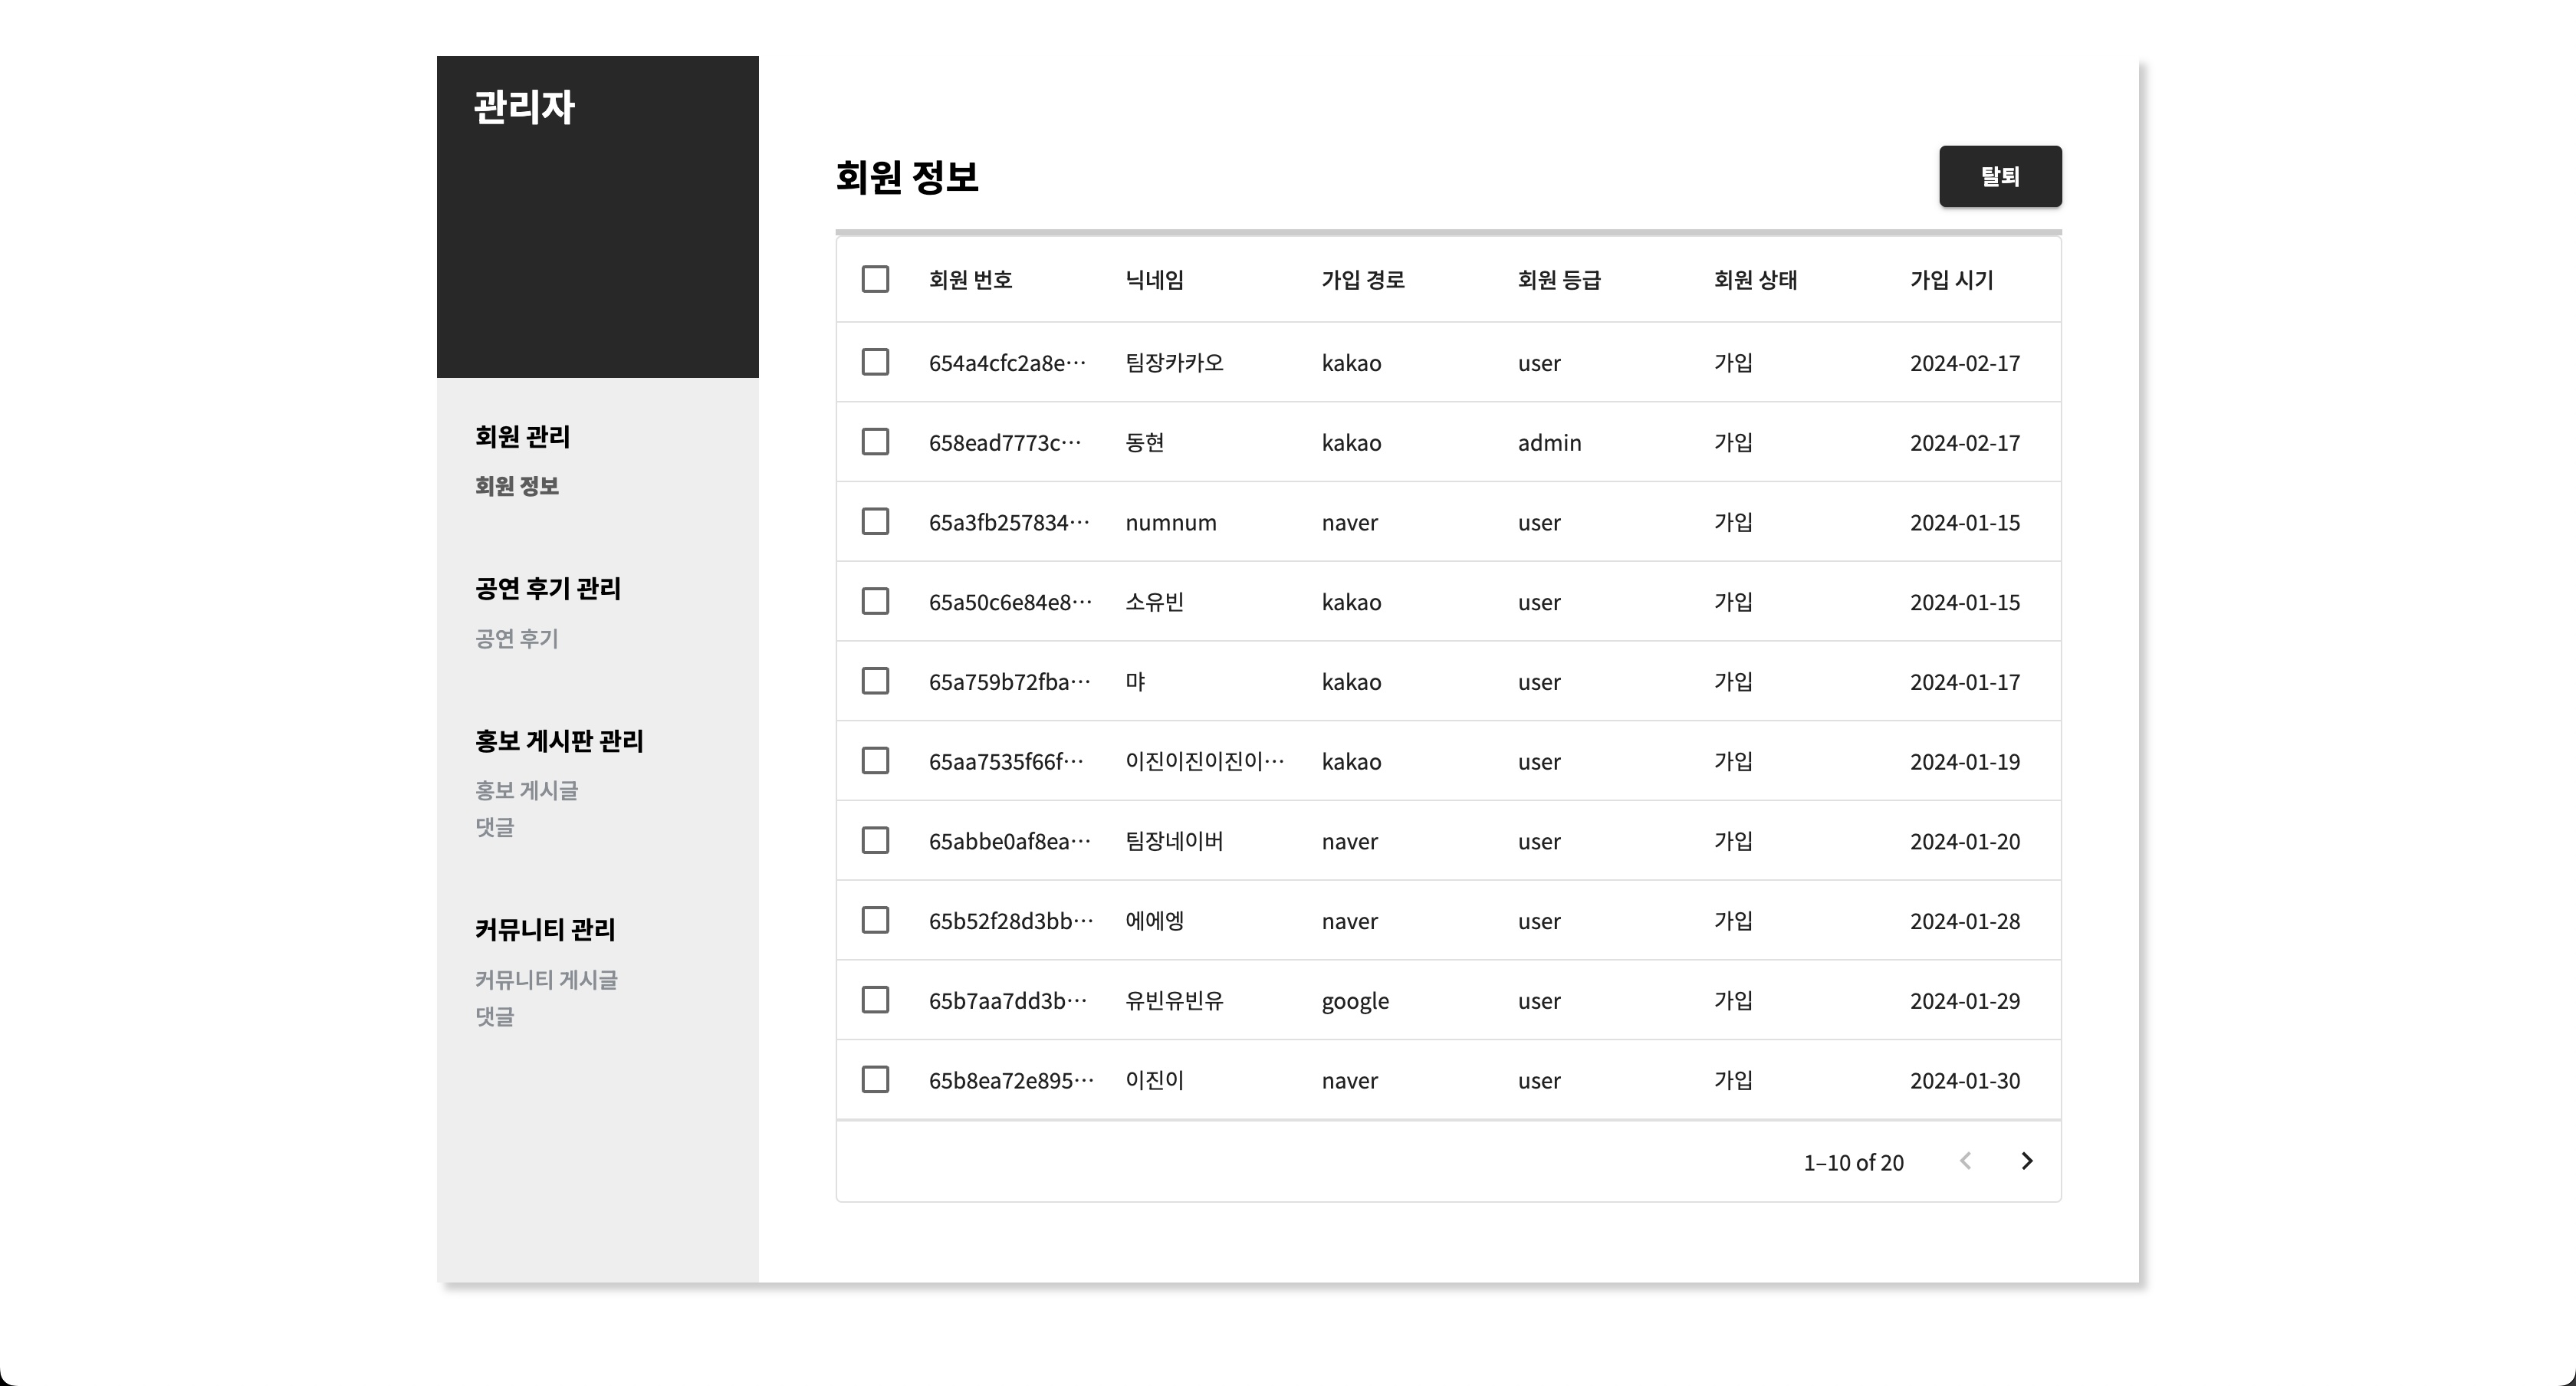 관리자
회원 관리
회원 정보
공연 후기 관리
공연 후기
홍보 게시판 관리
홍보 게시글
댓글
커뮤니티 관리
커뮤니티 게시글
댓글
회원 정보
탈퇴
회원 번호 닉네임 가입 경로 회원 등급 회원 상태 가입 시기
654a4cfc2a8e… 팀장카카오 kakao user 가입 2024-02-17
658ead7773c… 동현 kakao admin 가입 2024-02-17
65a3fb257834… numnum naver user 가입 2024-01-15
65a50c6e84e8… 소유빈 kakao user 가입 2024-01-15
65a759b72fba… 먀 kakao user 가입 2024-01-17
65aa7535f66f… 이진이진이진이… kakao user 가입 2024-01-19
65abbe0af8ea… 팀장네이버 naver user 가입 2024-01-20
65b52f28d3bb… 에에엥 naver user 가입 2024-01-28
65b7aa7dd3b… 유빈유빈유 google user 가입 2024-01-29
65b8ea72e895… 이진이 naver user 가입 2024-01-30
1–10 of 20